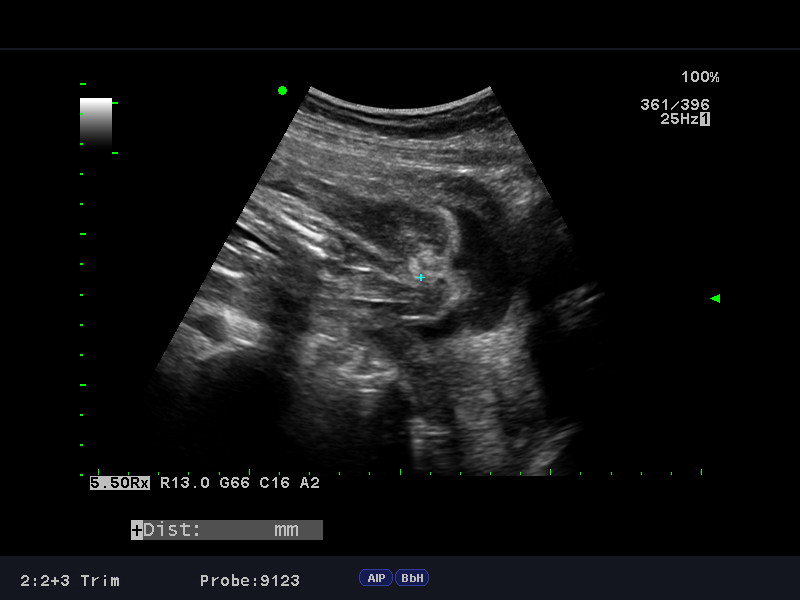 100%
361/396
25Hz1
5.50Rx R13.0 G66 C16 A2
+Dist: mm
2:2+3 Trim Probe:9123 AIP BbH